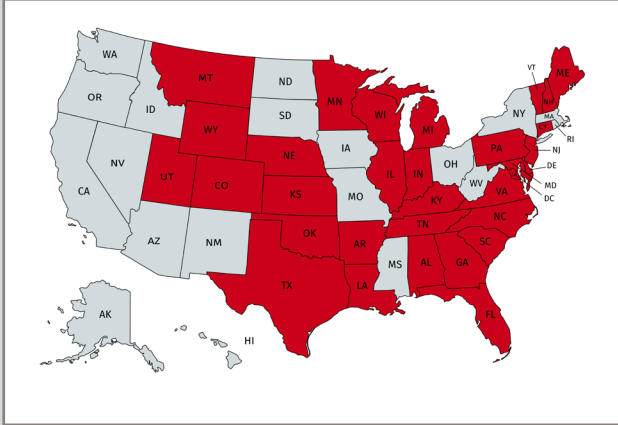 WA
MT
ND
MN
VT
ME
OR
ID
SD
WI
MI
NY
NH
MA
CT
RI
WY
NE
IA
PA
NJ
NV
UT
CO
IL
IN
OH
DE
MD
DC
WV
VA
CA
KS
MO
KY
NC
TN
AZ
NM
OK
AR
SC
MS
AL
GA
TX
LA
FL
AK
HI